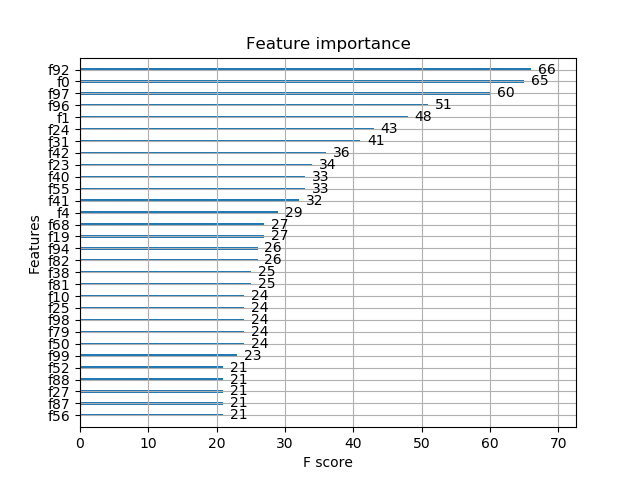 Feature importance
f92 66
f0 65
f97 60
f96 51
f1 48
f24 43
f31 41
f42 36
f23 34
f40 33
f55 33
f41 32
f4 29
f68 27
f19 27
f94 26
f82 26
f38 25
f81 25
f10 24
f25 24
f98 24
f79 24
f50 24
f99 23
f52 21
f88 21
f27 21
f87 21
f56 21
Features
0 10 20 30 40 50 60 70
F score